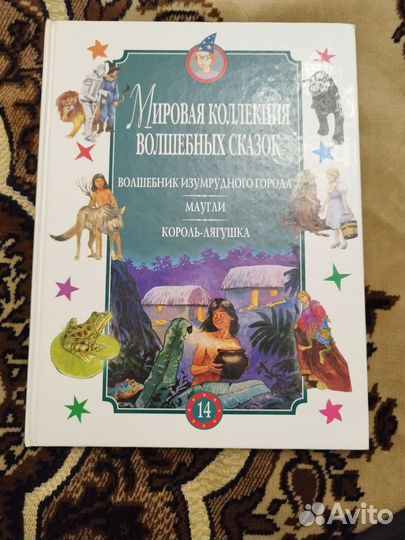 Мировая коллекция
волшебных сказок
Волшебник Изумрудного города
Маугли
Король-лягушка
14
Avito